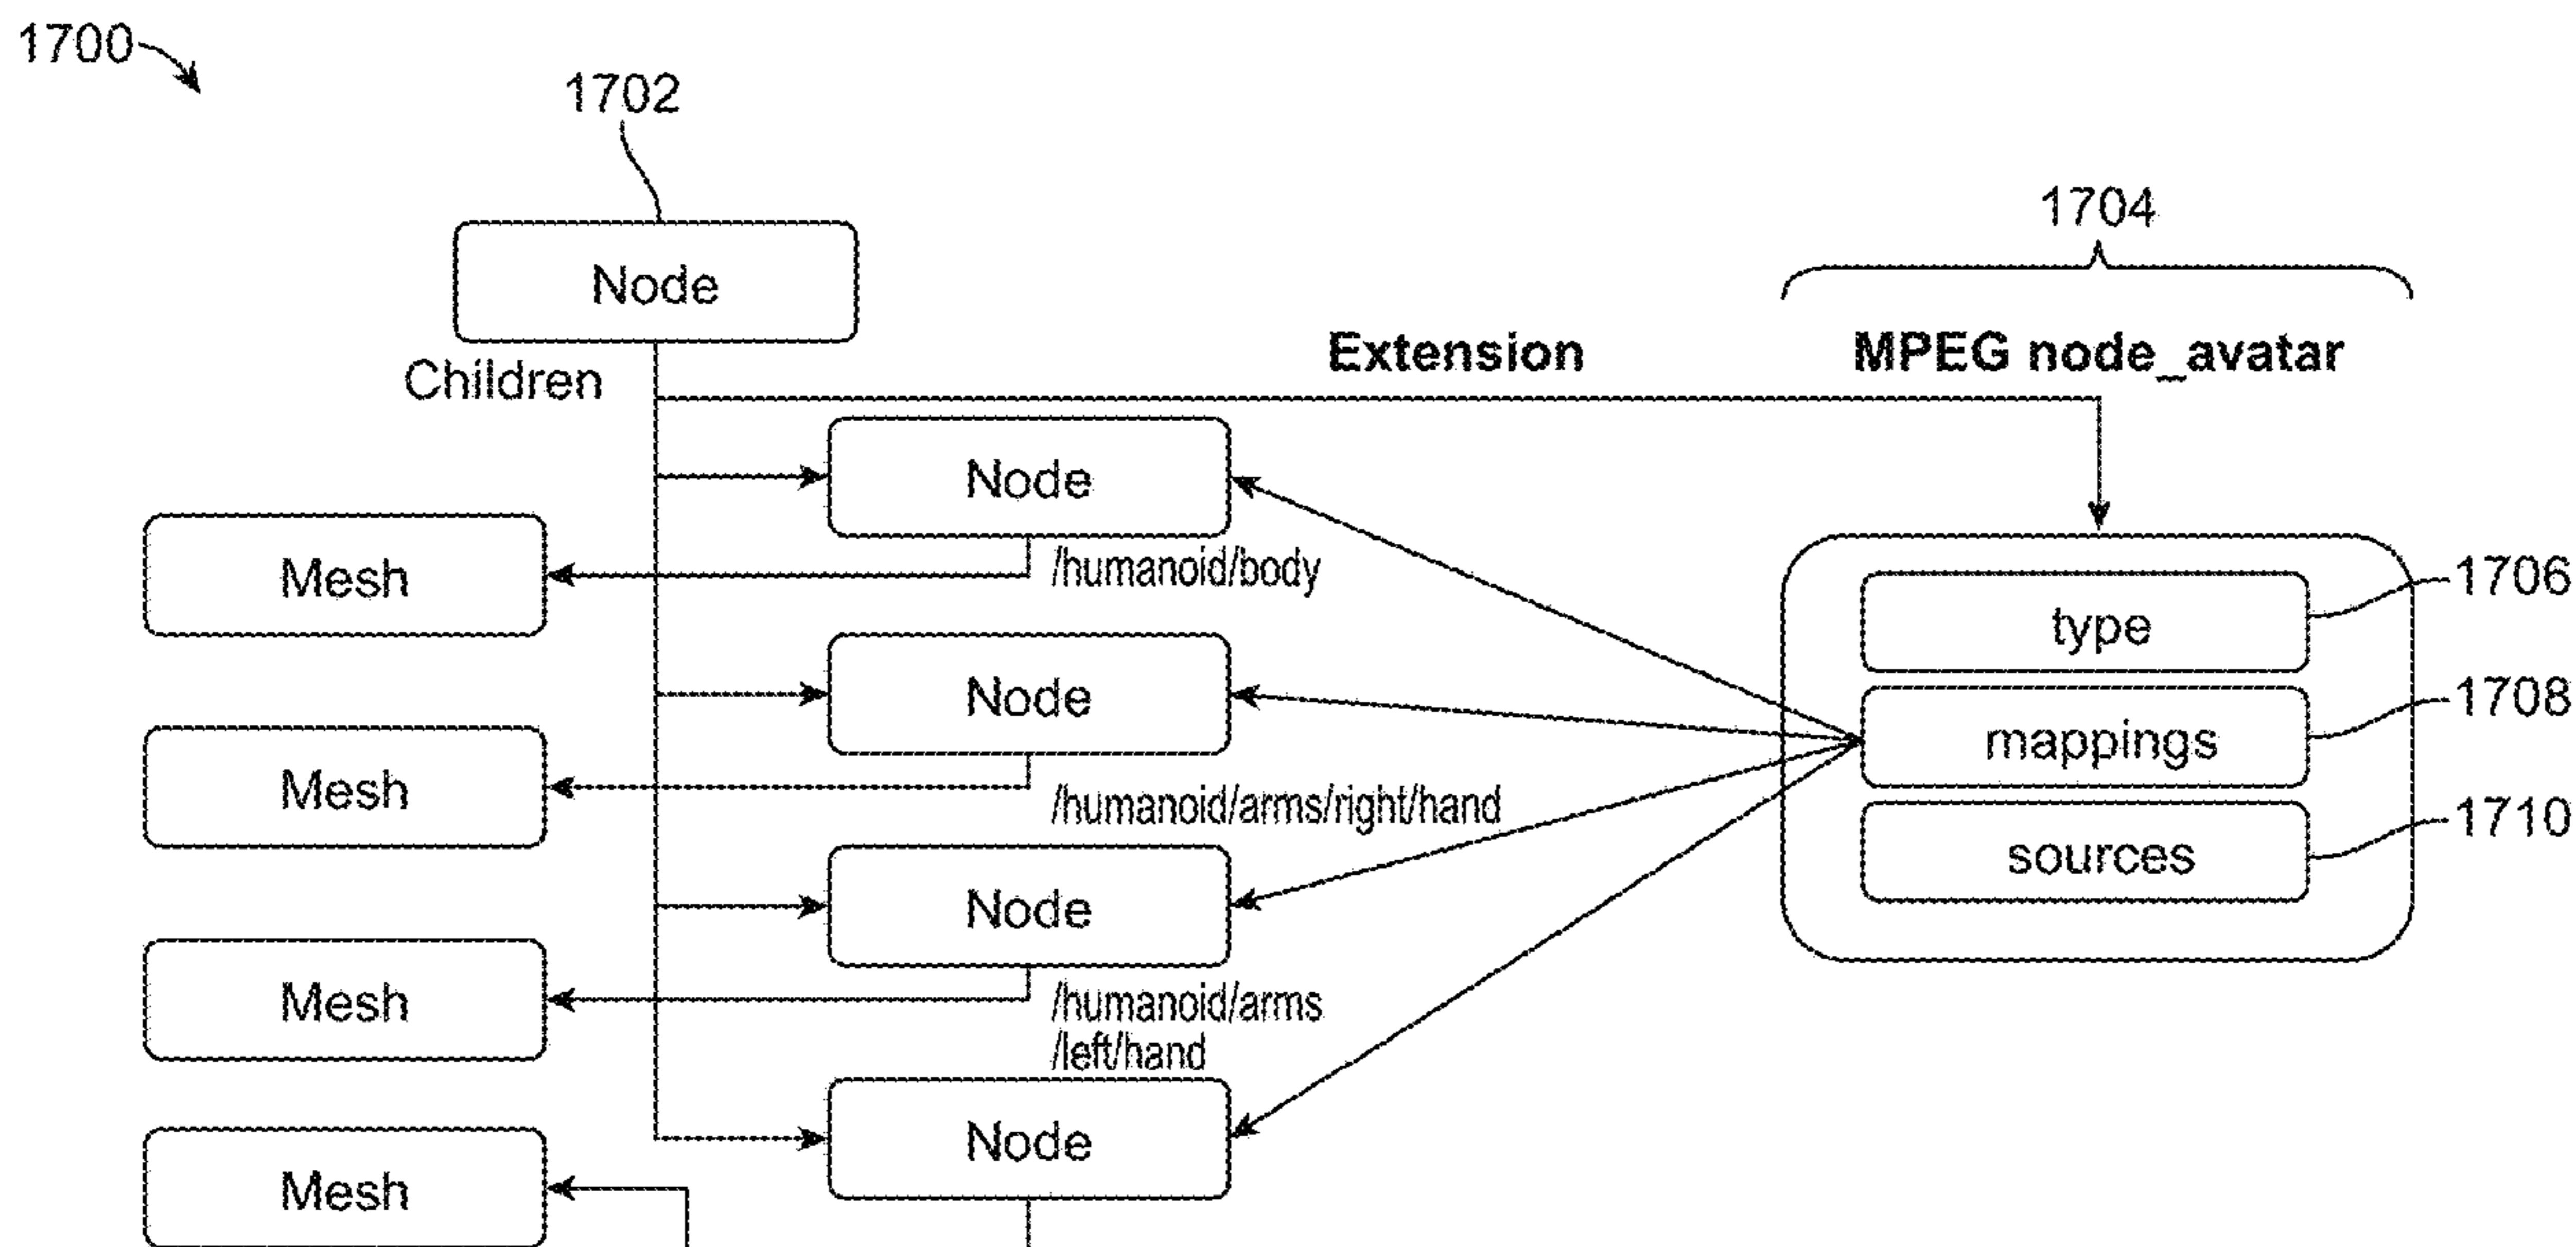 1700
1702
1704
Node
Extension
MPEG node_avatar
Children
Node
/humanoid/body
Mesh
type
1706
Node
mappings
1708
Mesh
/humanoid/arms/right/hand
sources
1710
Node
Mesh
/humanoid/arms
/left/hand
Node
Mesh